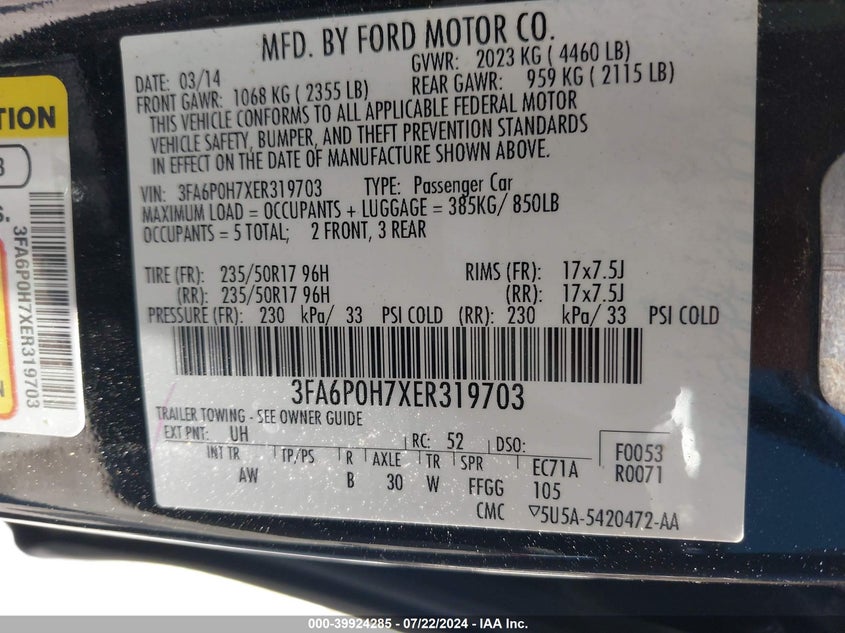 MFD. BY FORD MOTOR CO.
DATE: 03/14 GVWR: 2023 KG ( 4460 LB)
FRONT GAWR: 1068 KG ( 2355 LB) REAR GAWR: 959 KG ( 2115 LB)
THIS VEHICLE CONFORMS TO ALL APPLICABLE FEDERAL MOTOR
VEHICLE SAFETY, BUMPER, AND THEFT PREVENTION STANDARDS
IN EFFECT ON THE DATE OF MANUFACTURE SHOWN ABOVE.
VIN: 3FA6P0H7XER319703 TYPE: Passenger Car
MAXIMUM LOAD = OCCUPANTS + LUGGAGE = 385KG/ 850LB
OCCUPANTS = 5 TOTAL; 2 FRONT, 3 REAR
TIRE (FR): 235/50R17 96H RIMS (FR): 17x7.5J
(RR): 235/50R17 96H (RR): 17x7.5J
PRESSURE (FR): 230 kPa/ 33 PSI COLD (RR): 230 kPa/ 33 PSI COLD
3FA6P0H7XER319703
TRAILER TOWING - SEE OWNER GUIDE
EXT PNT: UH RC: 52 DSO: F0053
INT TR TP/PS R AXLE TR SPR EC71A R0071
AW B 30 W FFGG 105
CMC ▽5U5A-5420472-AA
3FA6P0H7XER319703
000-39924285 - 07/22/2024 - IAA Inc.